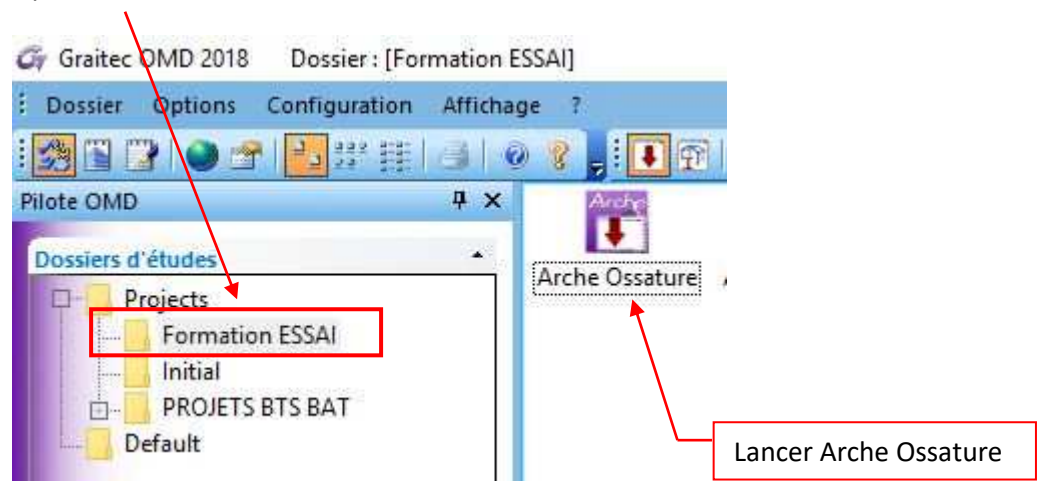 Graitec OMD 2018 Dossier : [Formation ESSAI]
Dossier Options Configuration Affichage ?
Pilote OMD
Arche
Dossiers d'études
Arche Ossature
Projects
Formation ESSAI
Initial
PROJETS BTS BAT
Default
Lancer Arche Ossature